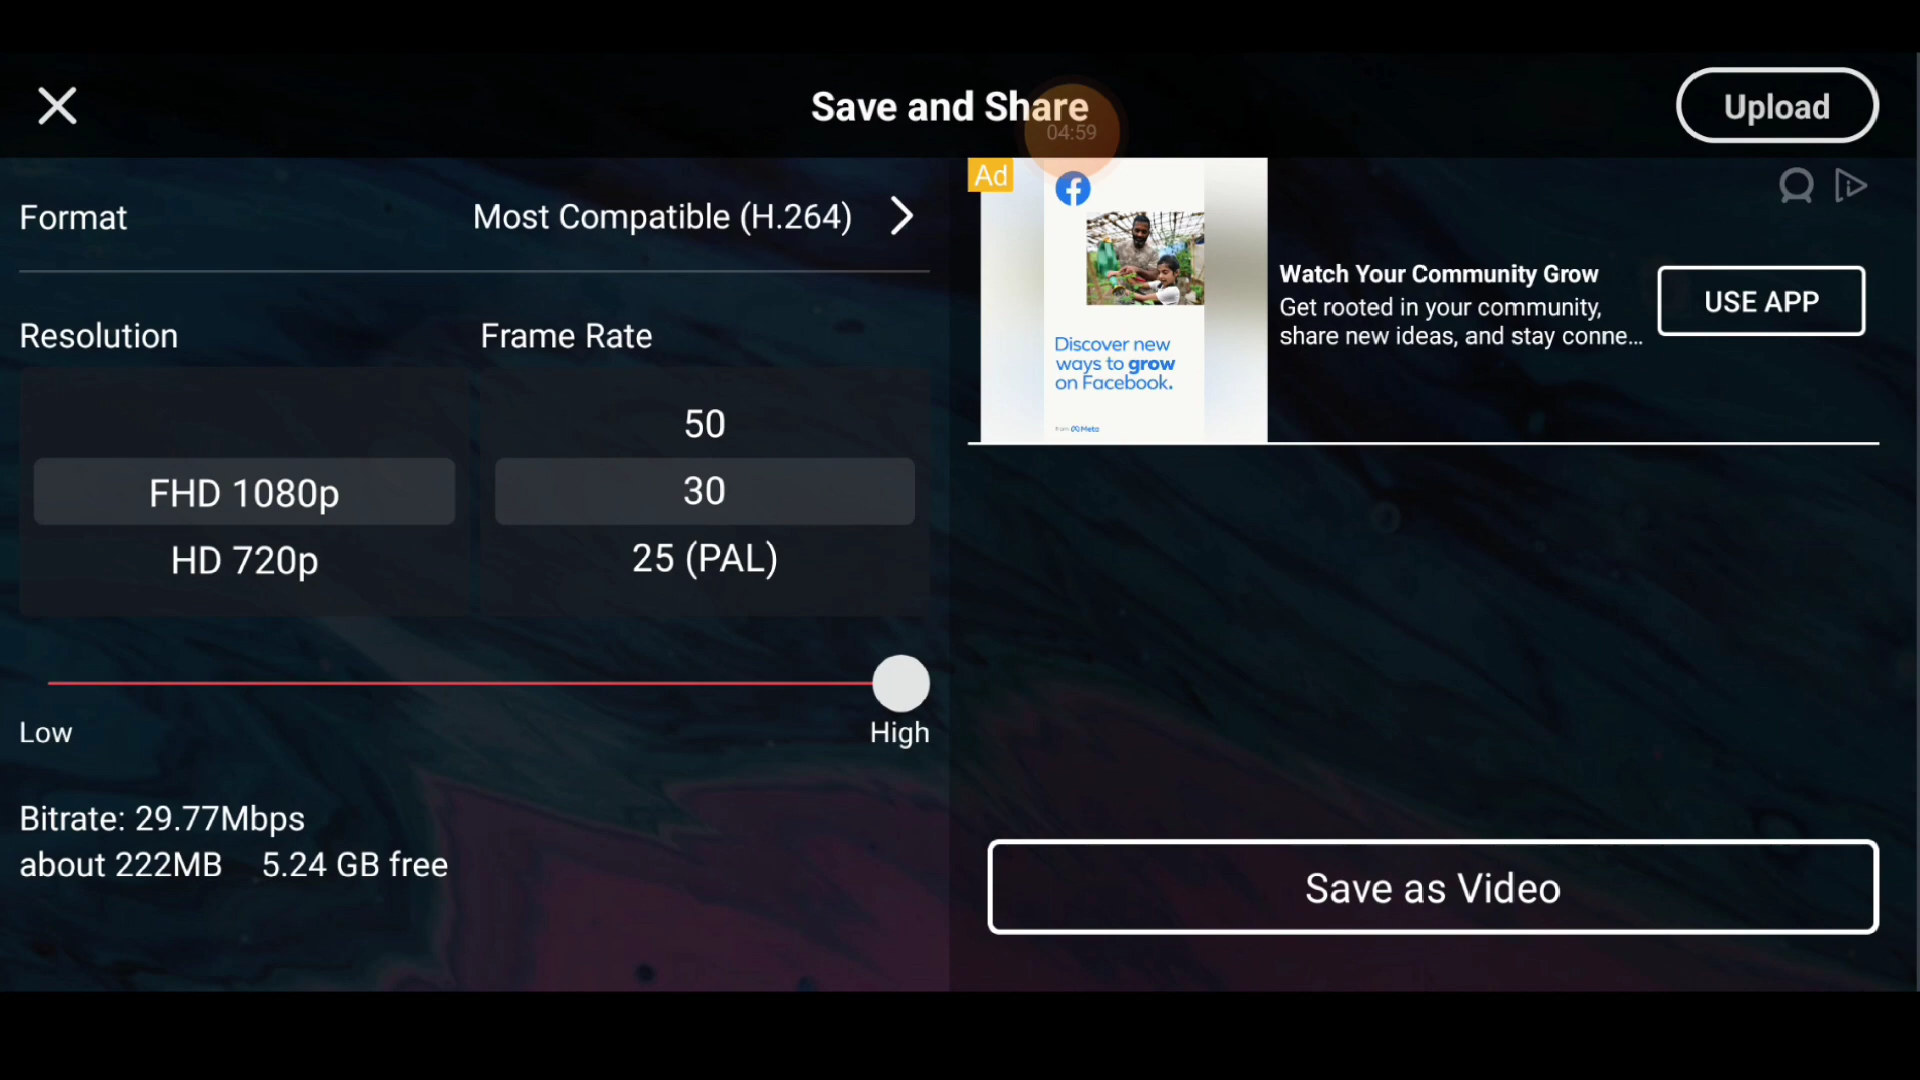 Save and Share
04:59
Upload
Format
Most Compatible (H.264)
Resolution
Frame Rate
FHD 1080p
HD 720p
50
30
25 (PAL)
Low
High
Bitrate: 29.77Mbps
about 222MB 5.24 GB free
Ad
Discover new
ways to grow
on Facebook.
from Meta
Watch Your Community Grow
Get rooted in your community,
share new ideas, and stay conne...
USE APP
Save as Video